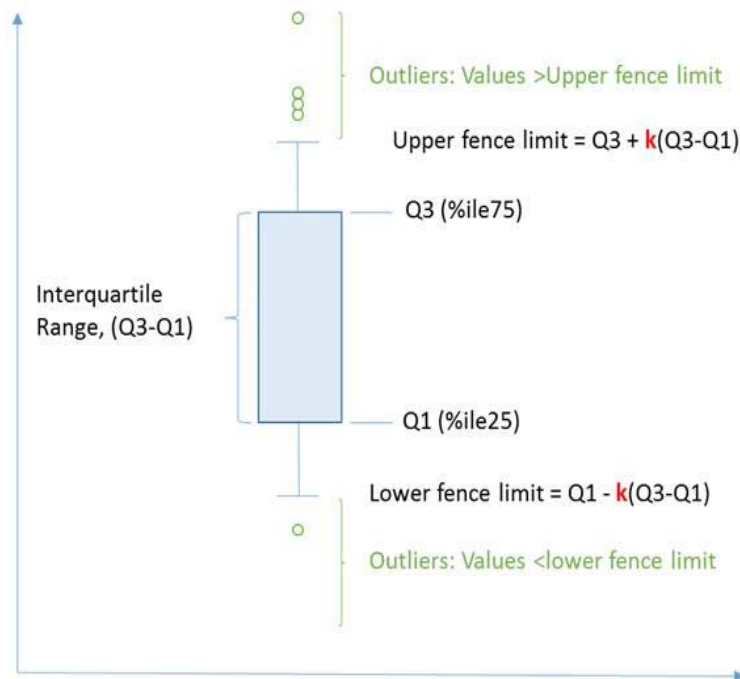 Outliers: Values >Upper fence limit
Upper fence limit = Q3 + k(Q3-Q1)
Q3 (%ile75)
Interquartile
Range, (Q3-Q1)
Q1 (%ile25)
Lower fence limit = Q1 - k(Q3-Q1)
Outliers: Values <lower fence limit